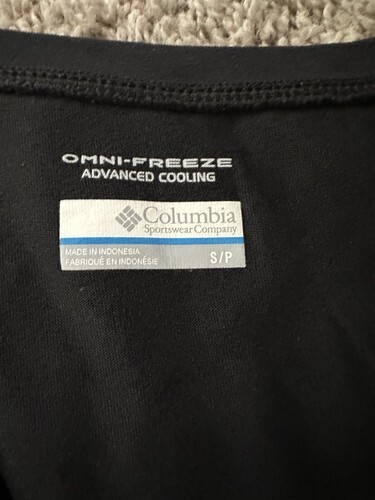 OMNI-FREEZE
ADVANCED COOLING
Columbia
Sportswear Company
MADE IN INDONESIA
FABRIQUÉ EN INDONÉSIE
S/P